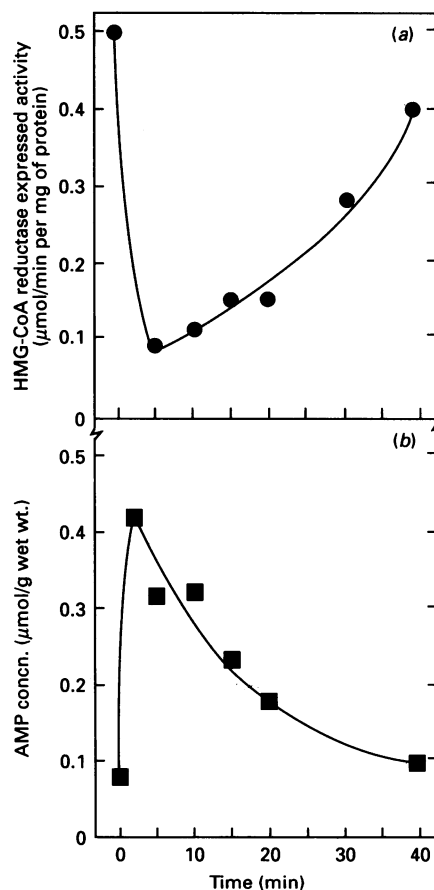 (a)
HMG-CoA reductase expressed activity
(μmol/min per mg of protein)
0.5
0.4
0.3
0.2
0.1
0
(b)
AMP concn. (μmol/g wet wt.)
0.5
0.4
0.3
0.2
0.1
0
0 10 20 30 40
Time (min)